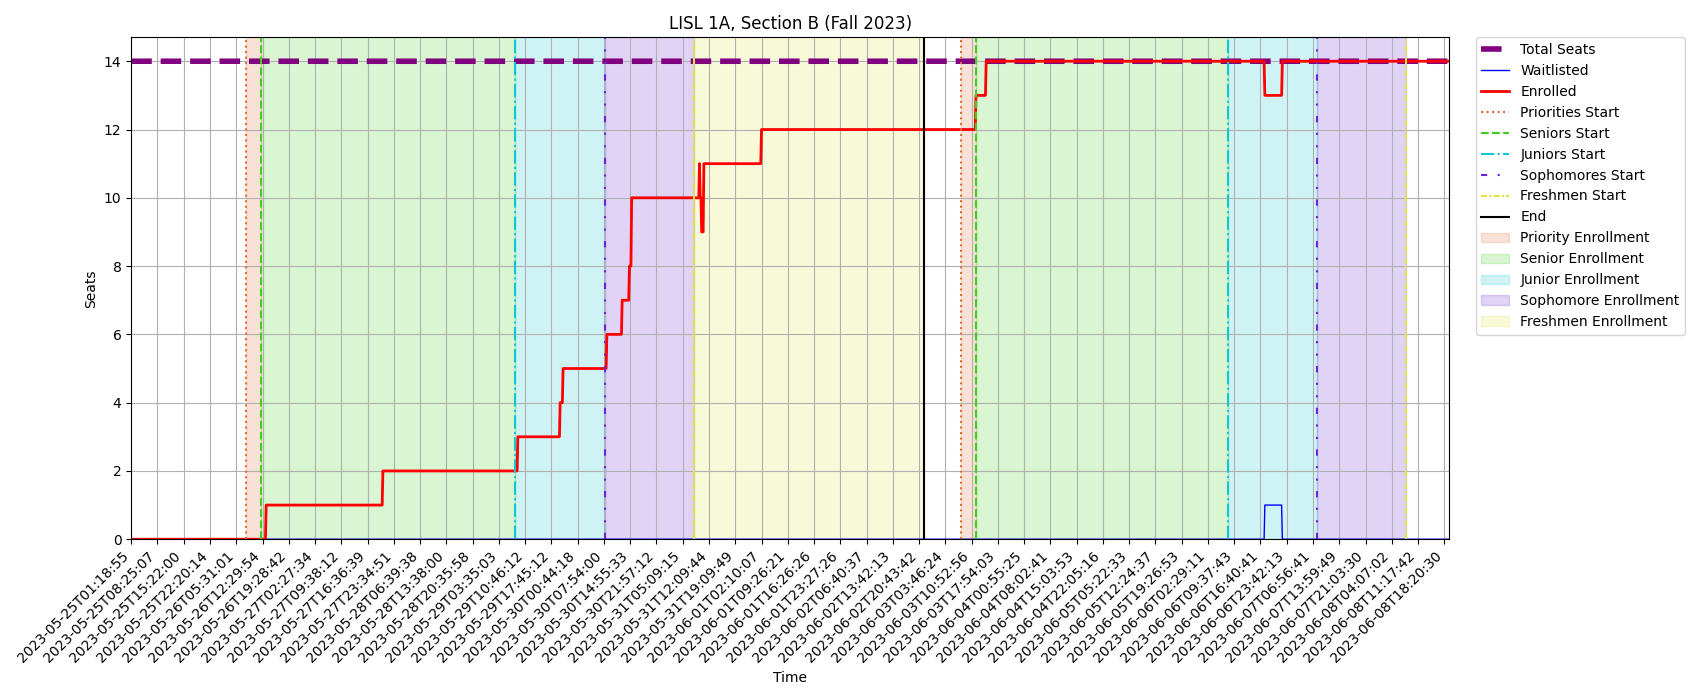 LISL 1A, Section B (Fall 2023)
Seats
14
12
10
8
6
4
2
0
2023-05-25T01:18:55
2023-05-25T08:25:07
2023-05-25T15:22:00
2023-05-25T22:20:14
2023-05-26T05:31:01
2023-05-26T12:29:54
2023-05-26T19:28:42
2023-05-27T02:27:34
2023-05-27T09:38:12
2023-05-27T16:36:39
2023-05-27T23:34:51
2023-05-28T06:39:38
2023-05-28T13:38:00
2023-05-28T20:35:58
2023-05-29T03:35:03
2023-05-29T10:46:12
2023-05-29T17:45:12
2023-05-30T00:44:18
2023-05-30T07:54:00
2023-05-30T14:55:33
2023-05-30T21:57:12
2023-05-31T05:09:15
2023-05-31T12:09:44
2023-05-31T19:09:49
2023-06-01T02:10:07
2023-06-01T09:26:21
2023-06-01T16:26:26
2023-06-01T23:27:26
2023-06-02T06:40:37
2023-06-02T13:42:13
2023-06-02T20:43:42
2023-06-03T03:46:24
2023-06-03T10:52:56
2023-06-03T17:54:03
2023-06-04T00:55:25
2023-06-04T08:02:41
2023-06-04T15:03:53
2023-06-04T22:05:16
2023-06-05T05:22:33
2023-06-05T12:24:37
2023-06-05T19:26:53
2023-06-06T02:29:11
2023-06-06T09:37:43
2023-06-06T16:40:41
2023-06-06T23:42:13
2023-06-07T06:56:41
2023-06-07T13:59:49
2023-06-07T21:03:30
2023-06-08T04:07:02
2023-06-08T11:17:42
2023-06-08T18:20:30
Time
Total Seats
Waitlisted
Enrolled
Priorities Start
Seniors Start
Juniors Start
Sophomores Start
Freshmen Start
End
Priority Enrollment
Senior Enrollment
Junior Enrollment
Sophomore Enrollment
Freshmen Enrollment